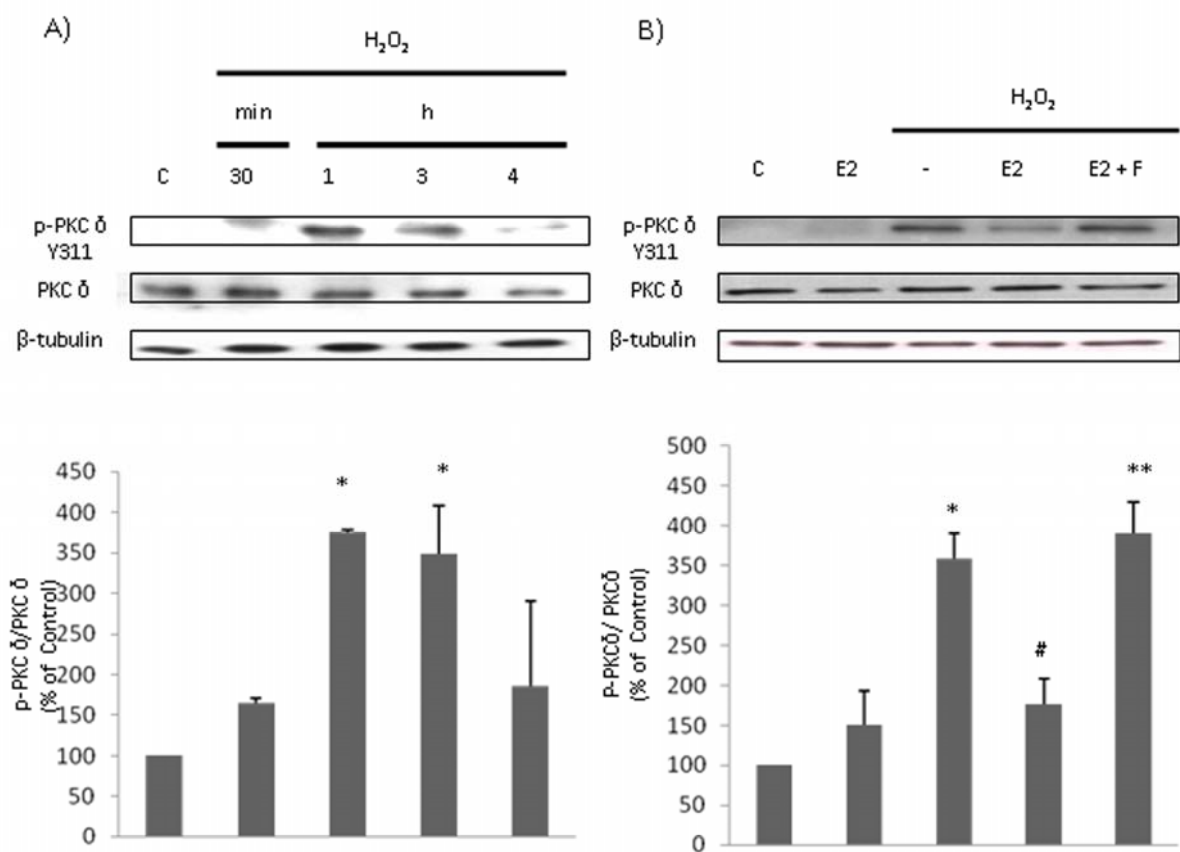 A)
H₂O₂
min h
C 30 1 3 4
p-PKC δ
Y311
PKC δ
β-tubulin
450
400
350
300
250
200
150
100
50
0
p-PKC δ/PKC δ
(% of Control)
* *
B)
H₂O₂
C E2 - E2 E2 + F
p-PKC δ
Y311
PKC δ
β-tubulin
500
450
400
350
300
250
200
150
100
50
0
P-PKCδ/ PKCδ
(% of Control)
* # **